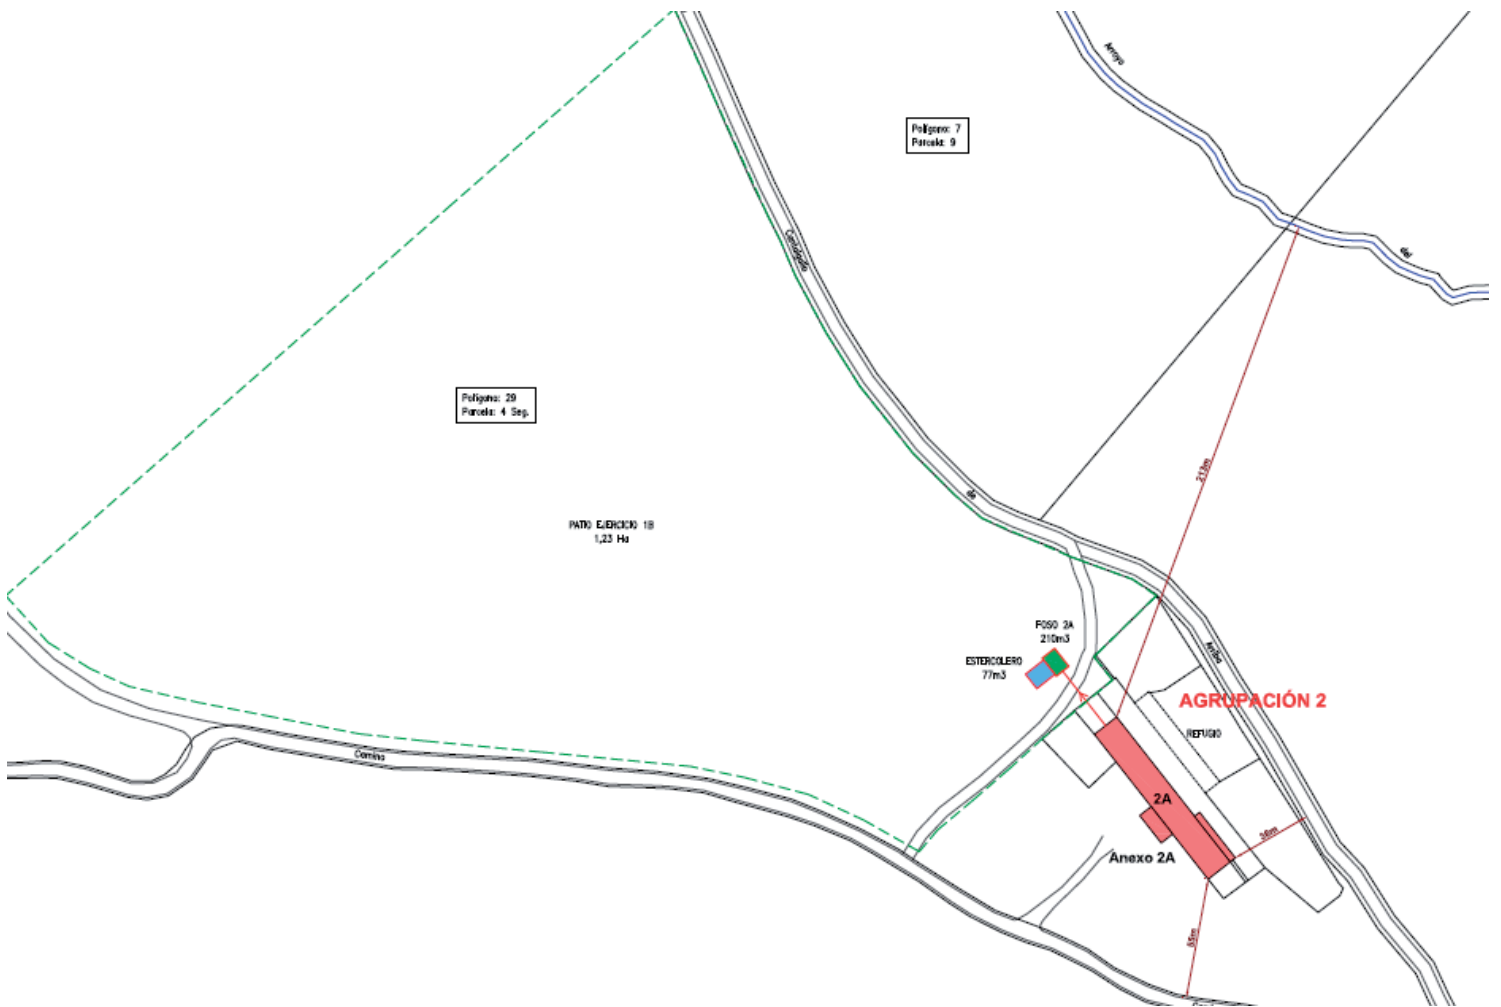 Arroyo
Polígono: 7
Parcela: 9
Cantalgallo
del
Polígono: 29
Parcela: 4 Seg.
213m
de
PATIO EJERCICIO 1B
1,23 Ha
FOSO 2A
210m3
Arriba
ESTERCOLERO
77m3
AGRUPACIÓN 2
REFUGIO
Camino
2A
36m
Anexo 2A
55m